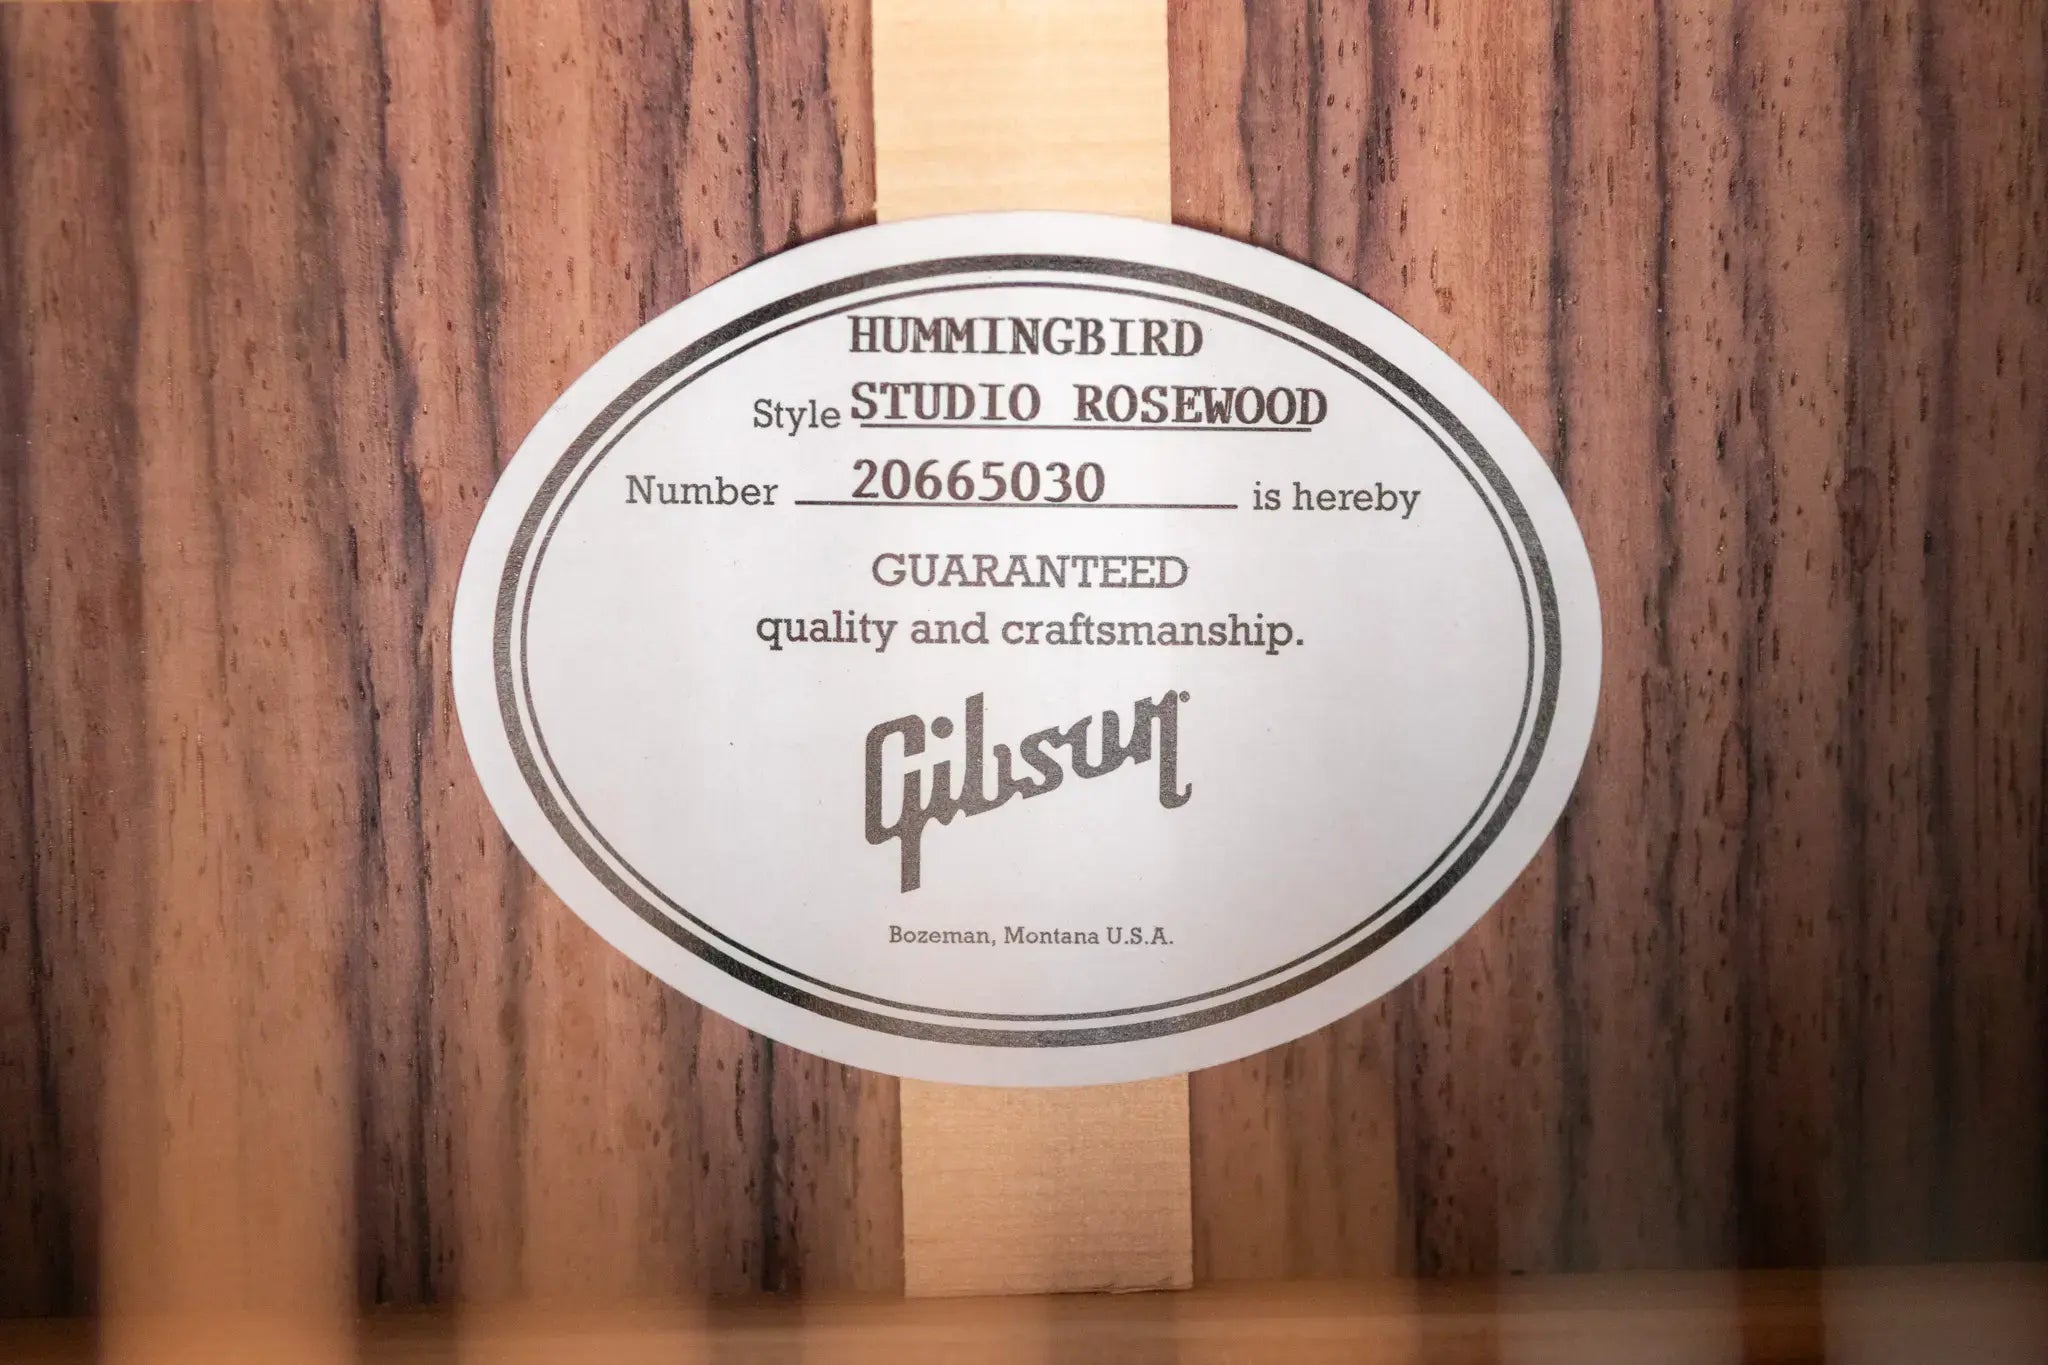 HUMMINGBIRD
Style STUDIO ROSEWOOD
Number 20665030 is hereby
GUARANTEED
quality and craftsmanship.
Gibson®
Bozeman, Montana U.S.A.